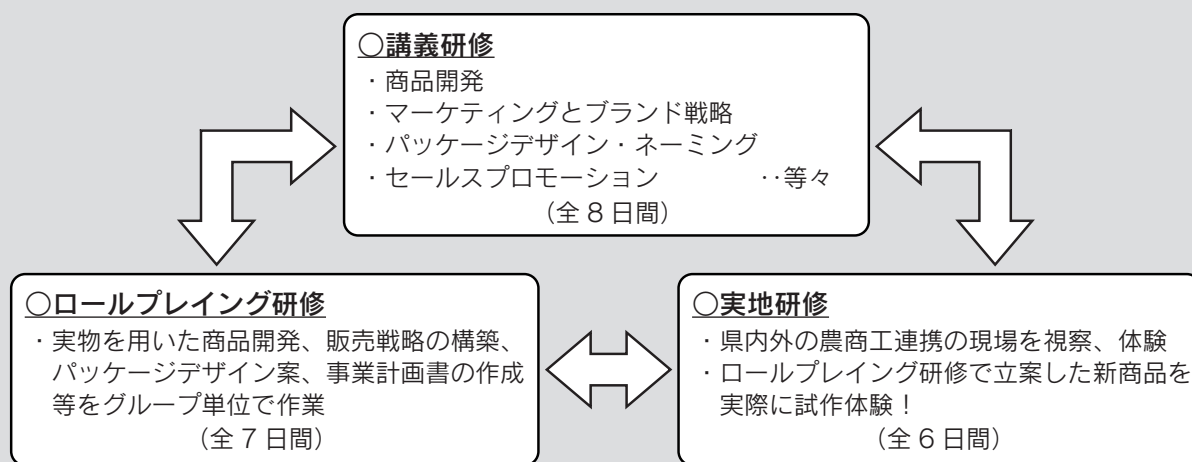 ○講義研修
・商品開発
・マーケティングとブランド戦略
・パッケージデザイン・ネーミング
・セールスプロモーション　　　‥等々
（全 8 日間）
○ロールプレイング研修
・実物を用いた商品開発、販売戦略の構築、
パッケージデザイン案、事業計画書の作成
等をグループ単位で作業
（全 7 日間）
○実地研修
・県内外の農商工連携の現場を視察、体験
・ロールプレイング研修で立案した新商品を
実際に試作体験！
（全 6 日間）